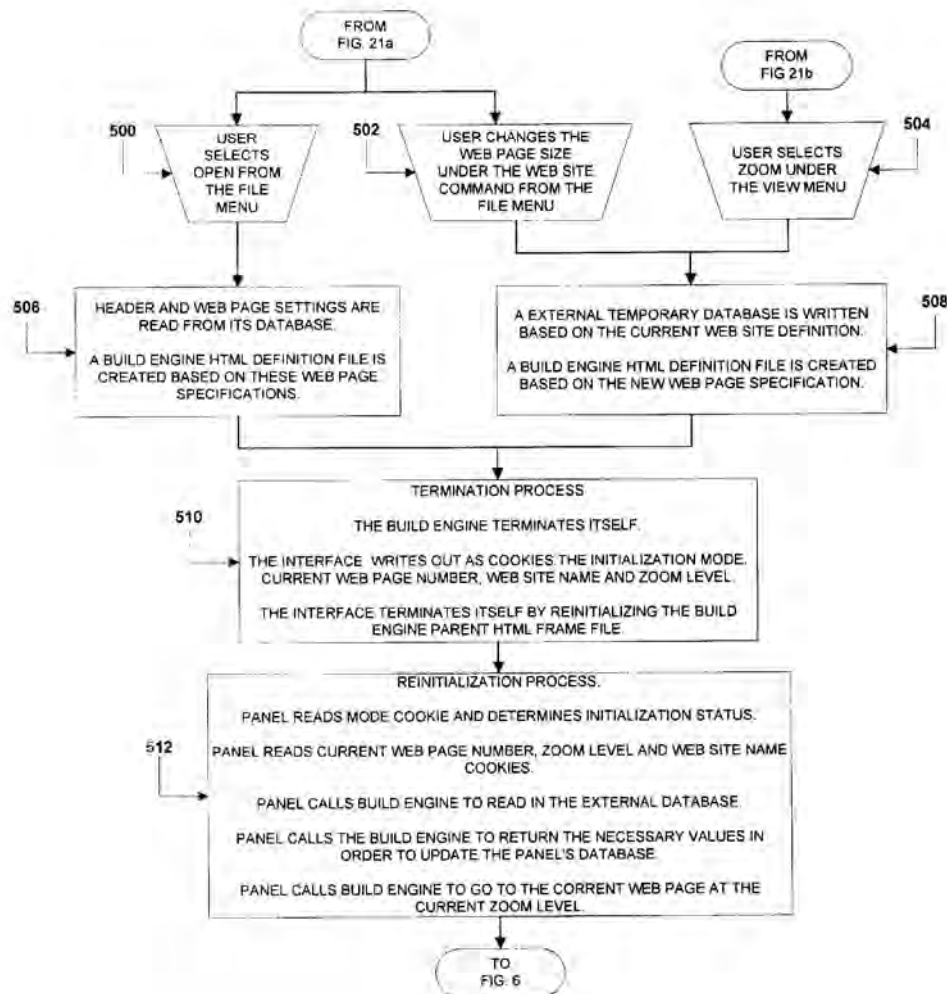 FROM
FIG. 21a
FROM
FIG 21b
500
USER
SELECTS
OPEN FROM
THE FILE
MENU
502
USER CHANGES THE
WEB PAGE SIZE
UNDER THE WEB SITE
COMMAND FROM THE
FILE MENU
504
USER SELECTS
ZOOM UNDER
THE VIEW MENU
506
HEADER AND WEB PAGE SETTINGS ARE
READ FROM ITS DATABASE.
A BUILD ENGINE HTML DEFINITION FILE IS
CREATED BASED ON THESE WEB PAGE
SPECIFICATIONS.
508
A EXTERNAL TEMPORARY DATABASE IS WRITTEN
BASED ON THE CURRENT WEB SITE DEFINITION.
A BUILD ENGINE HTML DEFINITION FILE IS CREATED
BASED ON THE NEW WEB PAGE SPECIFICATION.
510
TERMINATION PROCESS
THE BUILD ENGINE TERMINATES ITSELF.
THE INTERFACE WRITES OUT AS COOKIES THE INITIALIZATION MODE,
CURRENT WEB PAGE NUMBER, WEB SITE NAME AND ZOOM LEVEL.
THE INTERFACE TERMINATES ITSELF BY REINITIALIZING THE BUILD
ENGINE PARENT HTML FRAME FILE.
512
REINITIALIZATION PROCESS.
PANEL READS MODE COOKIE AND DETERMINES INITIALIZATION STATUS.
PANEL READS CURRENT WEB PAGE NUMBER, ZOOM LEVEL AND WEB SITE NAME
COOKIES.
PANEL CALLS BUILD ENGINE TO READ IN THE EXTERNAL DATABASE.
PANEL CALLS THE BUILD ENGINE TO RETURN THE NECESSARY VALUES IN
ORDER TO UPDATE THE PANEL'S DATABASE.
PANEL CALLS BUILD ENGINE TO GO TO THE CORRENT WEB PAGE AT THE
CURRENT ZOOM LEVEL.
TO
FIG. 6